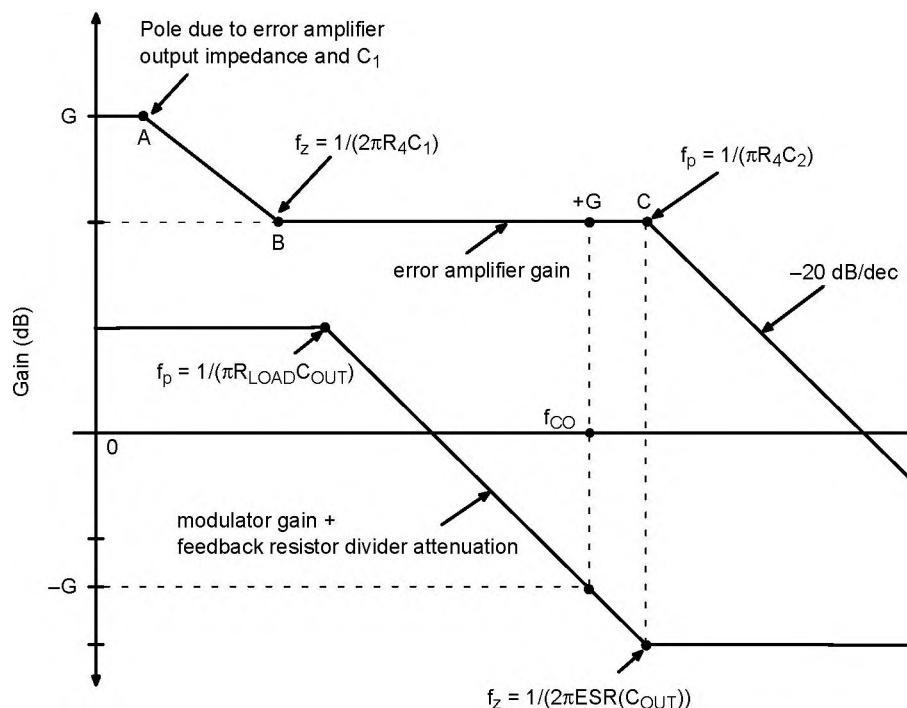 Pole due to error amplifier
output impedance and C1
G
A
fz = 1/(2πR4C1)
fp = 1/(πR4C2)
+G
C
B
error amplifier gain
–20 dB/dec
Gain (dB)
fp = 1/(πRLOADCOUT)
fCO
0
modulator gain +
feedback resistor divider attenuation
–G
fz = 1/(2πESR(COUT))